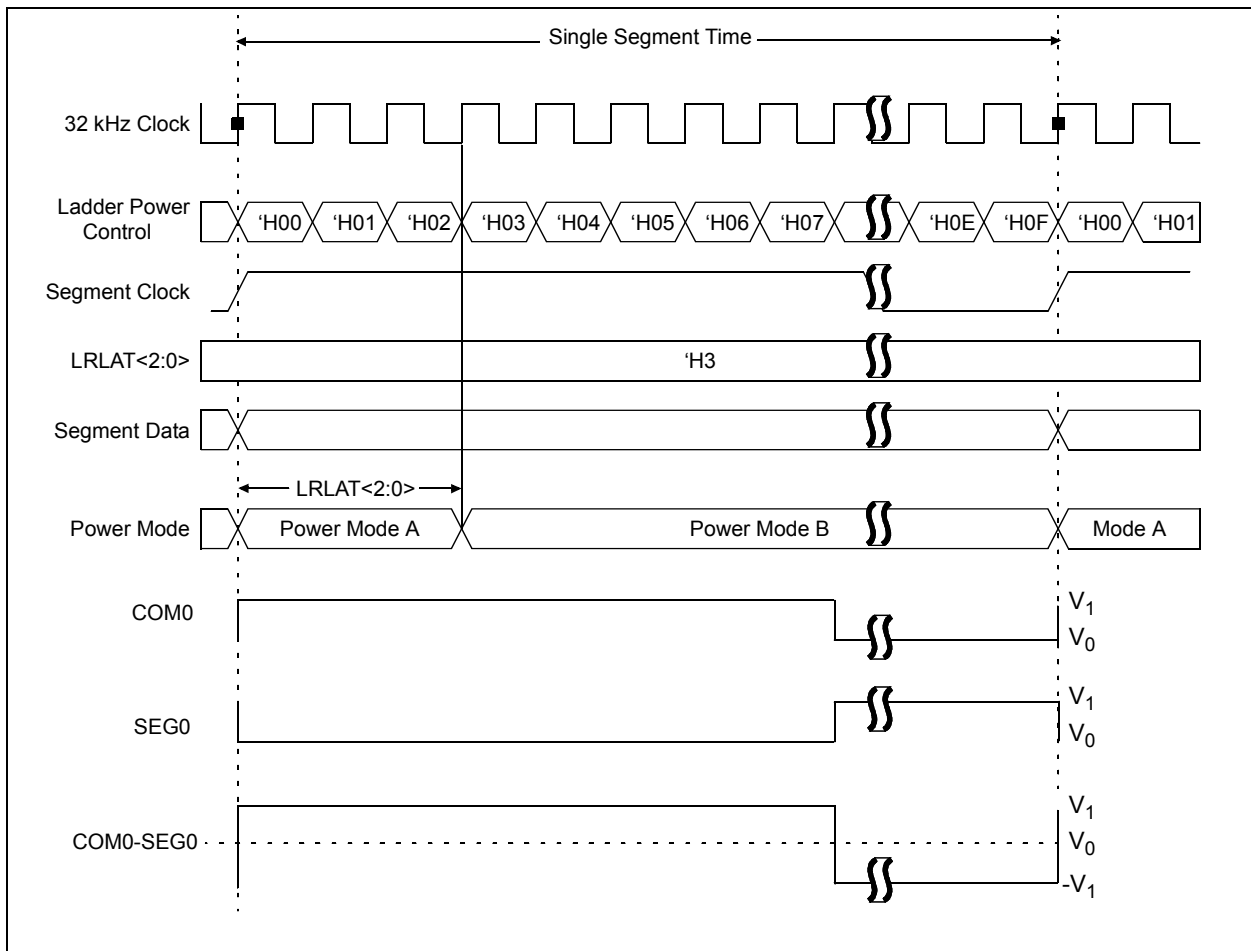 Single Segment Time
32 kHz Clock
Ladder Power
Control
‘H00 ‘H01 ‘H02 ‘H03 ‘H04 ‘H05 ‘H06 ‘H07 ‘H0E ‘H0F ‘H00 ‘H01
Segment Clock
LRLAT<2:0> ‘H3
Segment Data
LRLAT<2:0>
Power Mode Power Mode A Power Mode B Mode A
COM0 V1
V0
SEG0 V1
V0
V1
COM0-SEG0 V0
-V1